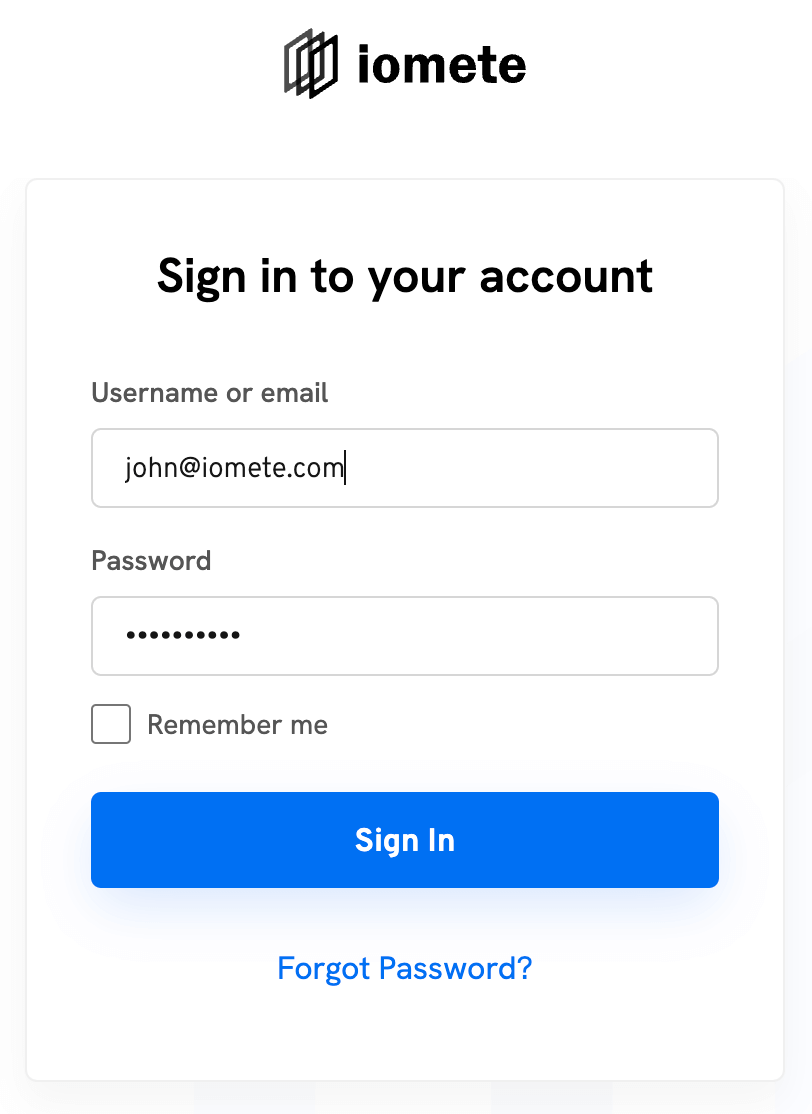 iomete
Sign in to your account
Username or email
john@iomete.com
Password
••••••••••
Remember me
Sign In
Forgot Password?